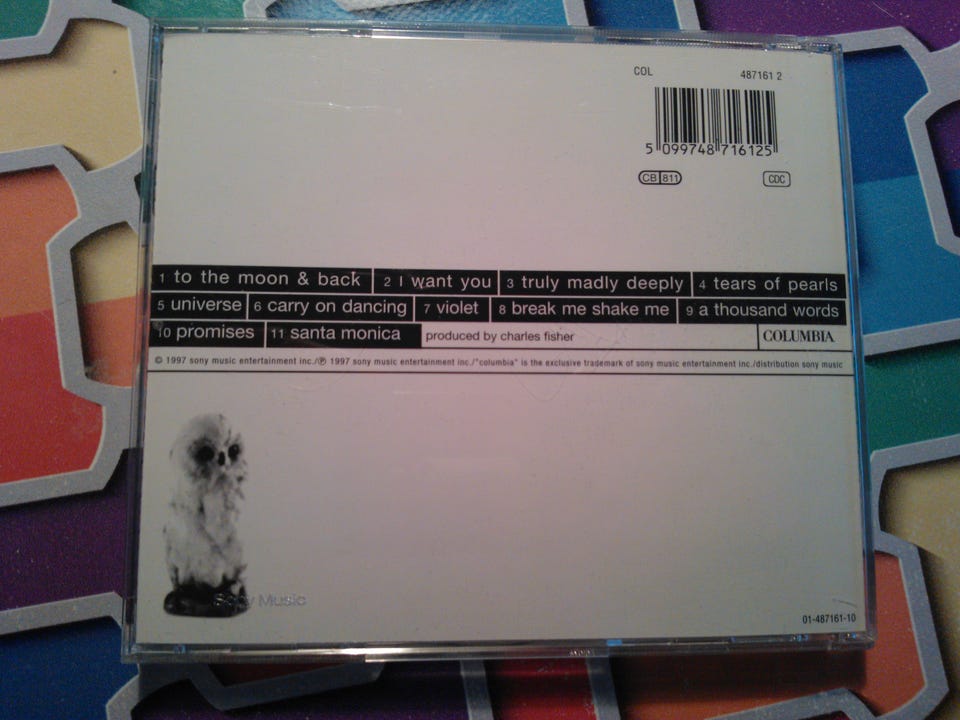 COL 487161 2
5 099748 716125
CB 811 CDC
1 to the moon & back 2 I want you 3 truly madly deeply 4 tears of pearls
5 universe 6 carry on dancing 7 violet 8 break me shake me 9 a thousand words
10 promises 11 santa monica produced by charles fisher COLUMBIA
© 1997 sony music entertainment inc./℗ 1997 sony music entertainment inc./"columbia" is the exclusive trademark of sony music entertainment inc./distribution sony music
Sony Music
01-487161-10